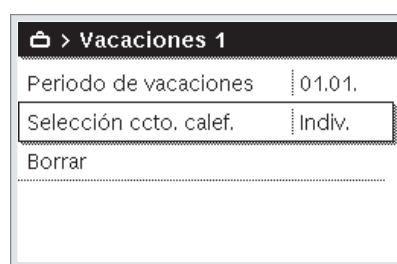 > Vacaciones 1
Periodo de vacaciones 01.01.
Selección ccto. calef. Indiv.
Borrar